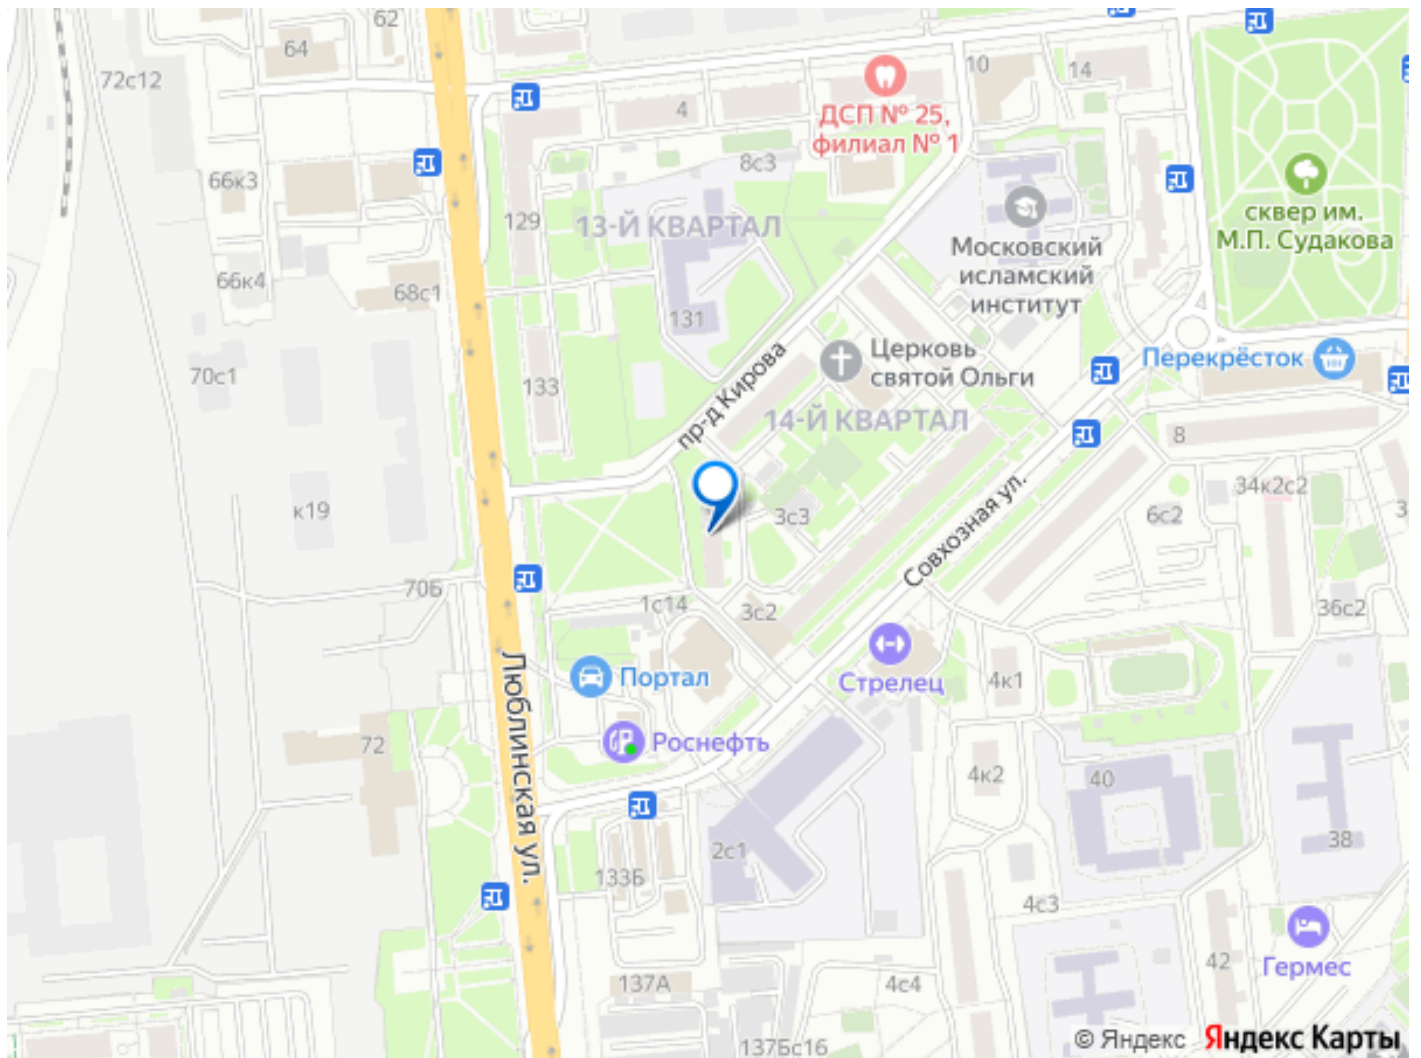 62
64
72с12
10
14
4
ДСП № 25,
филиал № 1
8с3
66к3
129
13-Й КВАРТАЛ
сквер им.
М.П. Судакова
Московский
исламский
институт
66к4
68с1
131
4
70с1
133
пр-д Кирова
Церковь
святой Ольги
Перекрёсток
14-Й КВАРТАЛ
8
к19
3с3
Совхозная ул.
34к2с2
6с2
3
70Б
1с14
3с2
36с2
Портал
Стрелец
4к1
Люблинская ул.
72
Роснефть
4к2
40
2с1
38
133Б
4с3
42
Гермес
137А
4с4
137Бс16
© Яндекс Яндекс Карты